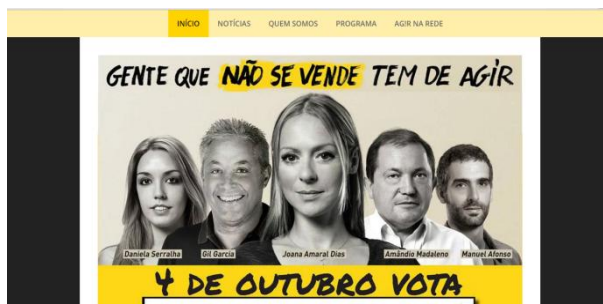 INÍCIO NOTÍCIAS QUEM SOMOS PROGRAMA AGIR NA REDE
GENTE QUE NÃO SE VENDE TEM DE AGIR
Daniela Serralha Gil Garcia Joana Amaral Dias Amândio Madaleno Manuel Afonso
4 DE OUTUBRO VOTA